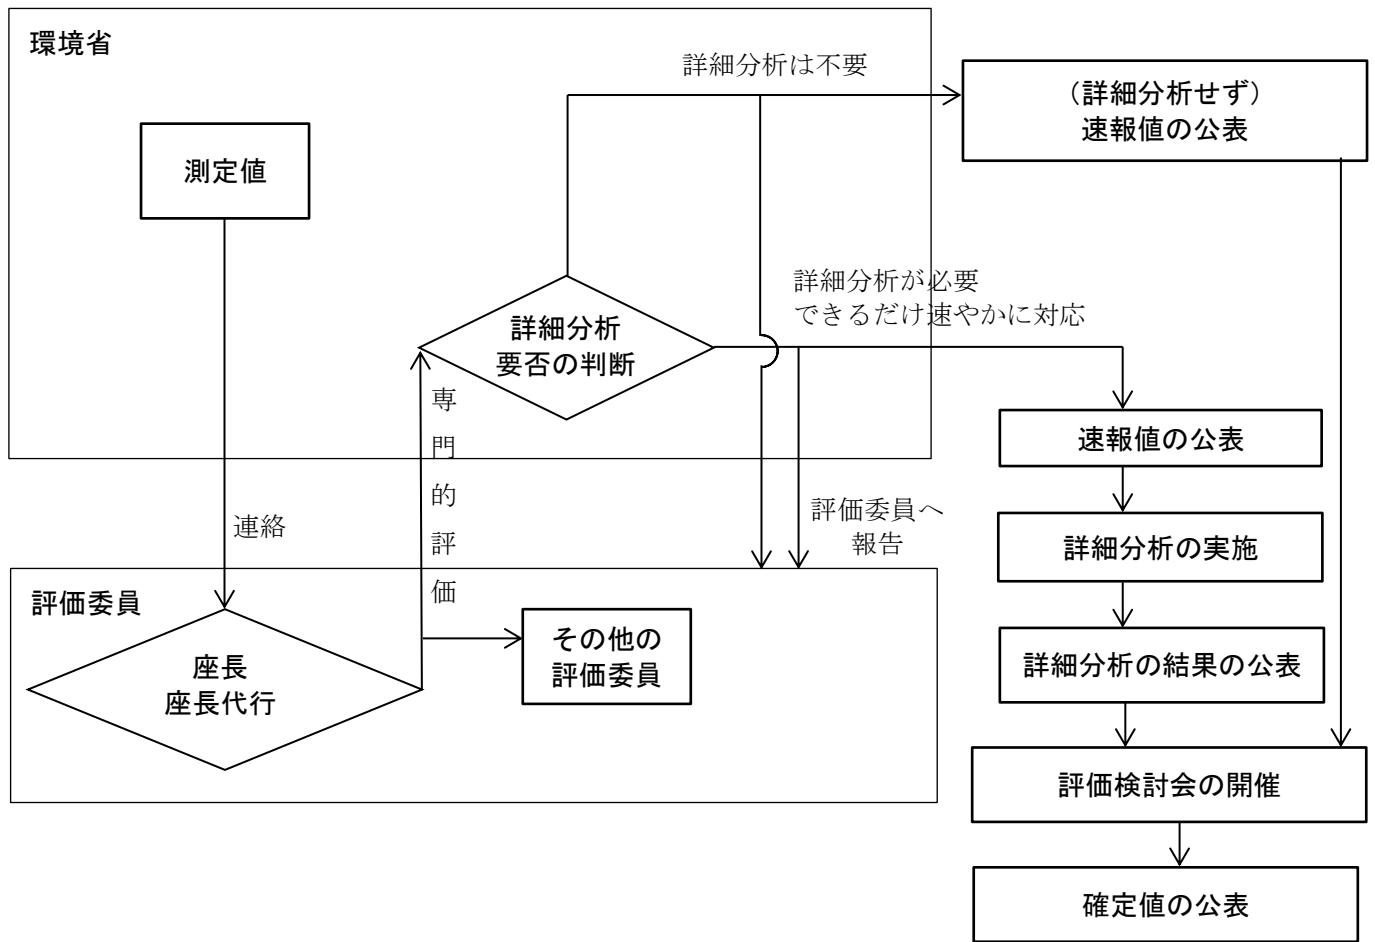 環境省
詳細分析は不要
（詳細分析せず）
速報値の公表
測定値
詳細分析が必要
できるだけ速やかに対応
詳細分析
要否の判断
専門的評価
速報値の公表
連絡
評価委員へ
報告
詳細分析の実施
評価委員
座長
座長代行
その他の
評価委員
詳細分析の結果の公表
評価検討会の開催
確定値の公表